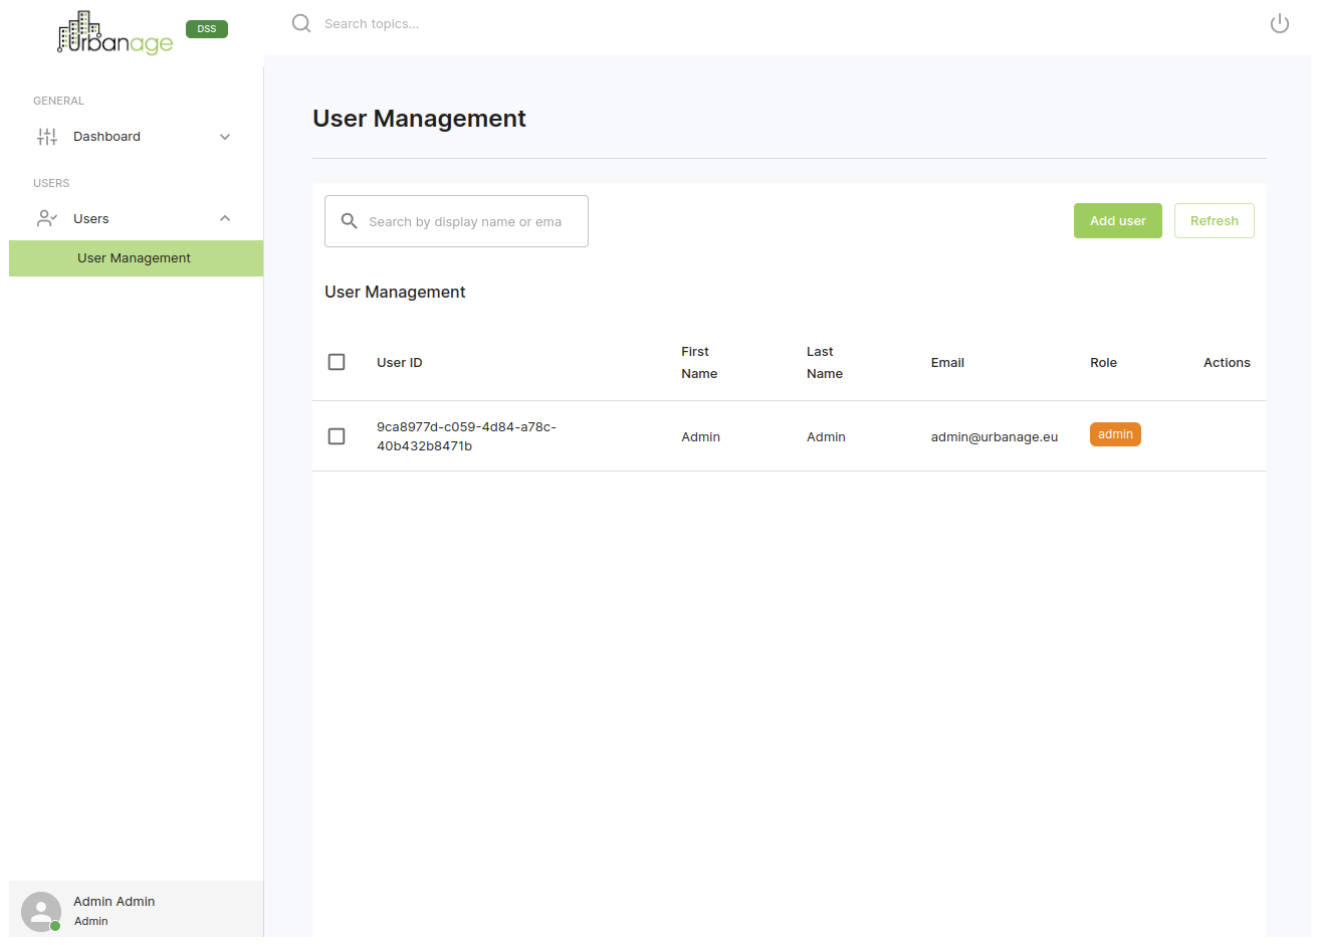 Urbanage
DSS
Search topics...
GENERAL
Dashboard
USERS
Users
User Management
User Management
Search by display name or ema
Add user
Refresh
User Management
User ID
First
Name
Last
Name
Email
Role
Actions
9ca8977d-c059-4d84-a78c-
40b432b8471b
Admin
Admin
admin@urbanage.eu
admin
Admin Admin
Admin